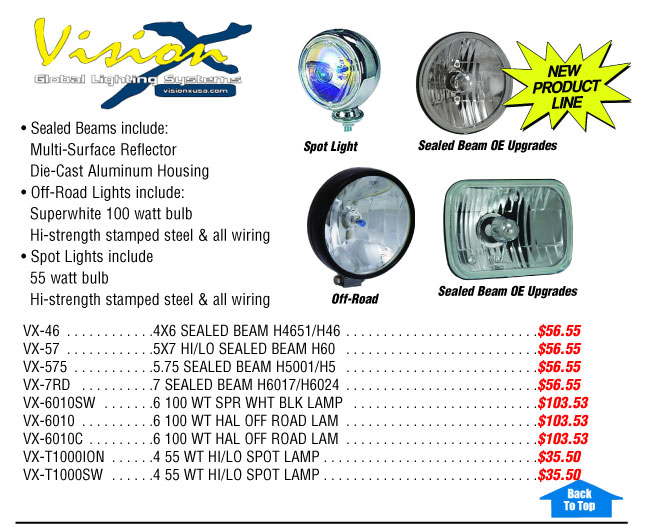 Vision X
Global Lighting Systems
visionxusa.com
NEW
PRODUCT
LINE
Spot Light
Sealed Beam OE Upgrades
• Sealed Beams include:
Multi-Surface Reflector
Die-Cast Aluminum Housing
• Off-Road Lights include:
Superwhite 100 watt bulb
Hi-strength stamped steel & all wiring
• Spot Lights include
55 watt bulb
Hi-strength stamped steel & all wiring
Off-Road
Sealed Beam OE Upgrades
VX-46 . . . . . . . . . . . .4X6 SEALED BEAM H4651/H46 . . . . . . . . . . . . . . . . . . . . . . . . . . .$56.55
VX-57 . . . . . . . . . . . .5X7 HI/LO SEALED BEAM H60 . . . . . . . . . . . . . . . . . . . . . . . . . . .$56.55
VX-575 . . . . . . . . . . .5.75 SEALED BEAM H5001/H5 . . . . . . . . . . . . . . . . . . . . . . . . . . .$56.55
VX-7RD . . . . . . . . . .7 SEALED BEAM H6017/H6024 . . . . . . . . . . . . . . . . . . . . . . . . . . .$56.55
VX-6010SW . . . . . . .6 100 WT SPR WHT BLK LAMP . . . . . . . . . . . . . . . . . . . . . . . . . .$103.53
VX-6010 . . . . . . . . . .6 100 WT HAL OFF ROAD LAM . . . . . . . . . . . . . . . . . . . . . . . . . . .$103.53
VX-6010C . . . . . . . . .6 100 WT HAL OFF ROAD LAM . . . . . . . . . . . . . . . . . . . . . . . . . . .$103.53
VX-T1000ION . . . . . .4 55 WT HI/LO SPOT LAMP . . . . . . . . . . . . . . . . . . . . . . . . . . . . . .$35.50
VX-T1000SW . . . . . .4 55 WT HI/LO SPOT LAMP . . . . . . . . . . . . . . . . . . . . . . . . . . . . . .$35.50
Back
To Top